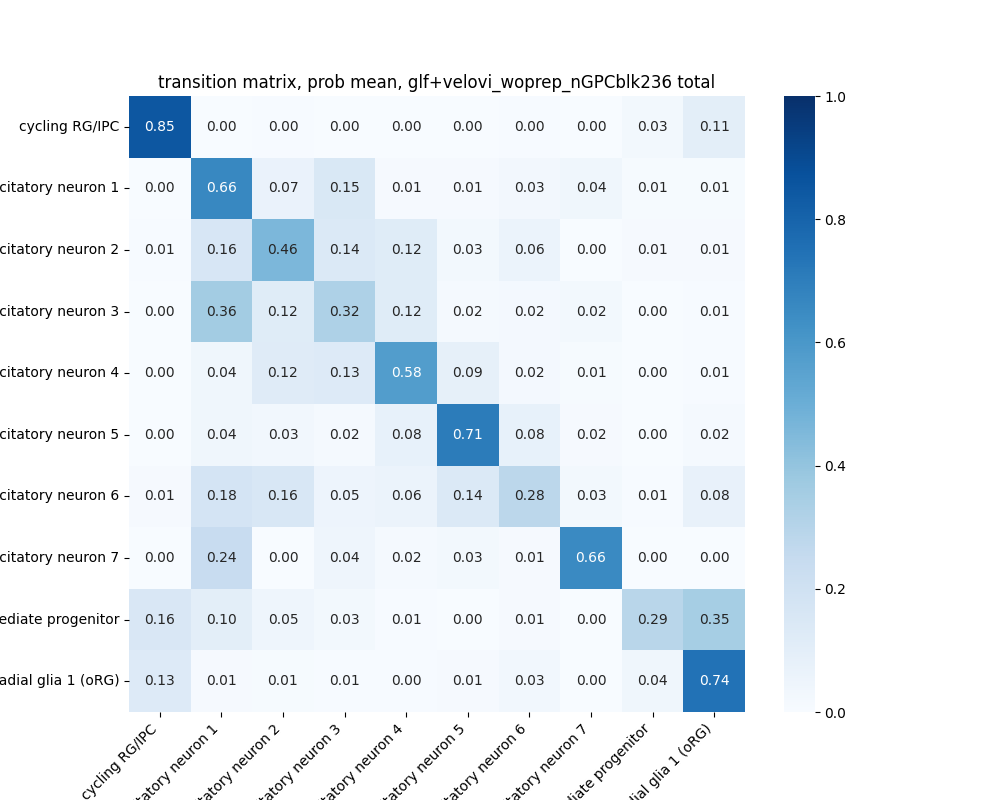 transition matrix, prob mean, glf+velovi_woprep_nGPCblk236 total
cycling RG/IPC 0.85 0.00 0.00 0.00 0.00 0.00 0.00 0.00 0.03 0.11
citatory neuron 1 0.00 0.66 0.07 0.15 0.01 0.01 0.03 0.04 0.01 0.01
citatory neuron 2 0.01 0.16 0.46 0.14 0.12 0.03 0.06 0.00 0.01 0.01
citatory neuron 3 0.00 0.36 0.12 0.32 0.12 0.02 0.02 0.02 0.00 0.01
citatory neuron 4 0.00 0.04 0.12 0.13 0.58 0.09 0.02 0.01 0.00 0.01
citatory neuron 5 0.00 0.04 0.03 0.02 0.08 0.71 0.08 0.02 0.00 0.02
citatory neuron 6 0.01 0.18 0.16 0.05 0.06 0.14 0.28 0.03 0.01 0.08
citatory neuron 7 0.00 0.24 0.00 0.04 0.02 0.03 0.01 0.66 0.00 0.00
ediate progenitor 0.16 0.10 0.05 0.03 0.01 0.00 0.01 0.00 0.29 0.35
adial glia 1 (oRG) 0.13 0.01 0.01 0.01 0.00 0.01 0.03 0.00 0.04 0.74
cycling RG/IPC
tatory neuron 1
tatory neuron 2
tatory neuron 3
tatory neuron 4
tatory neuron 5
tatory neuron 6
tatory neuron 7
diate progenitor
dial glia 1 (oRG)
1.0
0.8
0.6
0.4
0.2
0.0